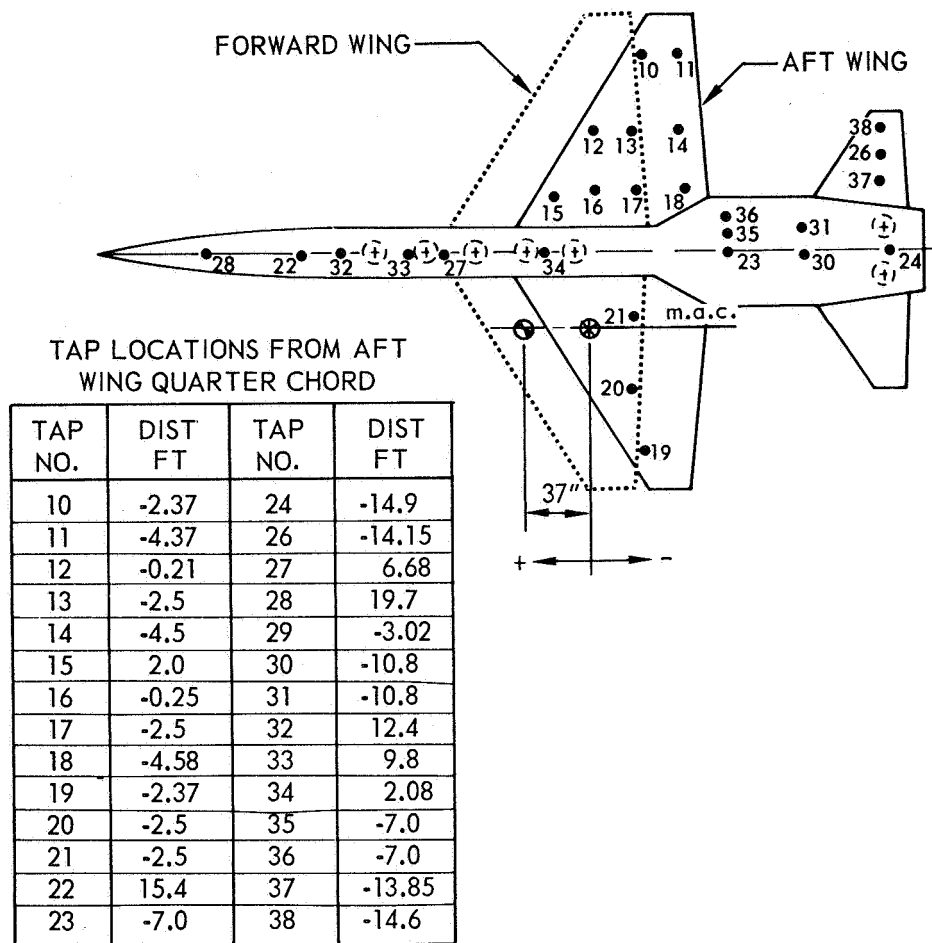 FORWARD WING
AFT WING
10 11
12 13 14
15 16 17 18
38
26
37
36
35
31
28 22 32 33 27 34 23 30 24
21 m.a.c.
20
19
37"
+ -
TAP LOCATIONS FROM AFT
WING QUARTER CHORD
TAP NO. DIST FT TAP NO. DIST FT
10 -2.37 24 -14.9
11 -4.37 26 -14.15
12 -0.21 27 6.68
13 -2.5 28 19.7
14 -4.5 29 -3.02
15 2.0 30 -10.8
16 -0.25 31 -10.8
17 -2.5 32 12.4
18 -4.58 33 9.8
19 -2.37 34 2.08
20 -2.5 35 -7.0
21 -2.5 36 -7.0
22 15.4 37 -13.85
23 -7.0 38 -14.6